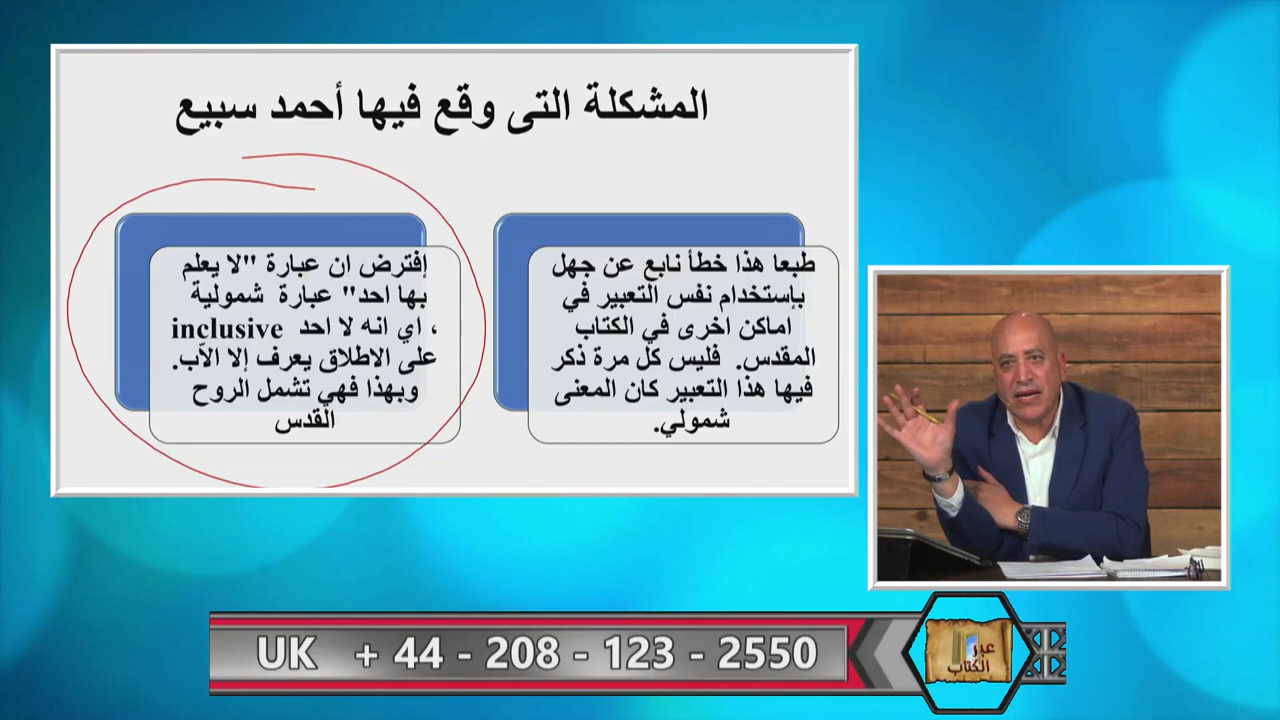 المشكلة التى وقع فيها أحمد سبيع
طبعا هذا خطأ نابع عن جهل
بإستخدام نفس التعبير في
اماكن اخرى في الكتاب
المقدس. فليس كل مرة ذكر
فيها هذا التعبير كان المعنى
شمولي.
إفترض ان عبارة "لا يعلم
بها احد" عبارة شمولية
inclusive ، اي انه لا احد
على الإطلاق يعرف إلا الآب.
وبهذا فهي تشمل الروح
القدس
UK + 44 - 208 - 123 - 2550
عبر
الكتاب